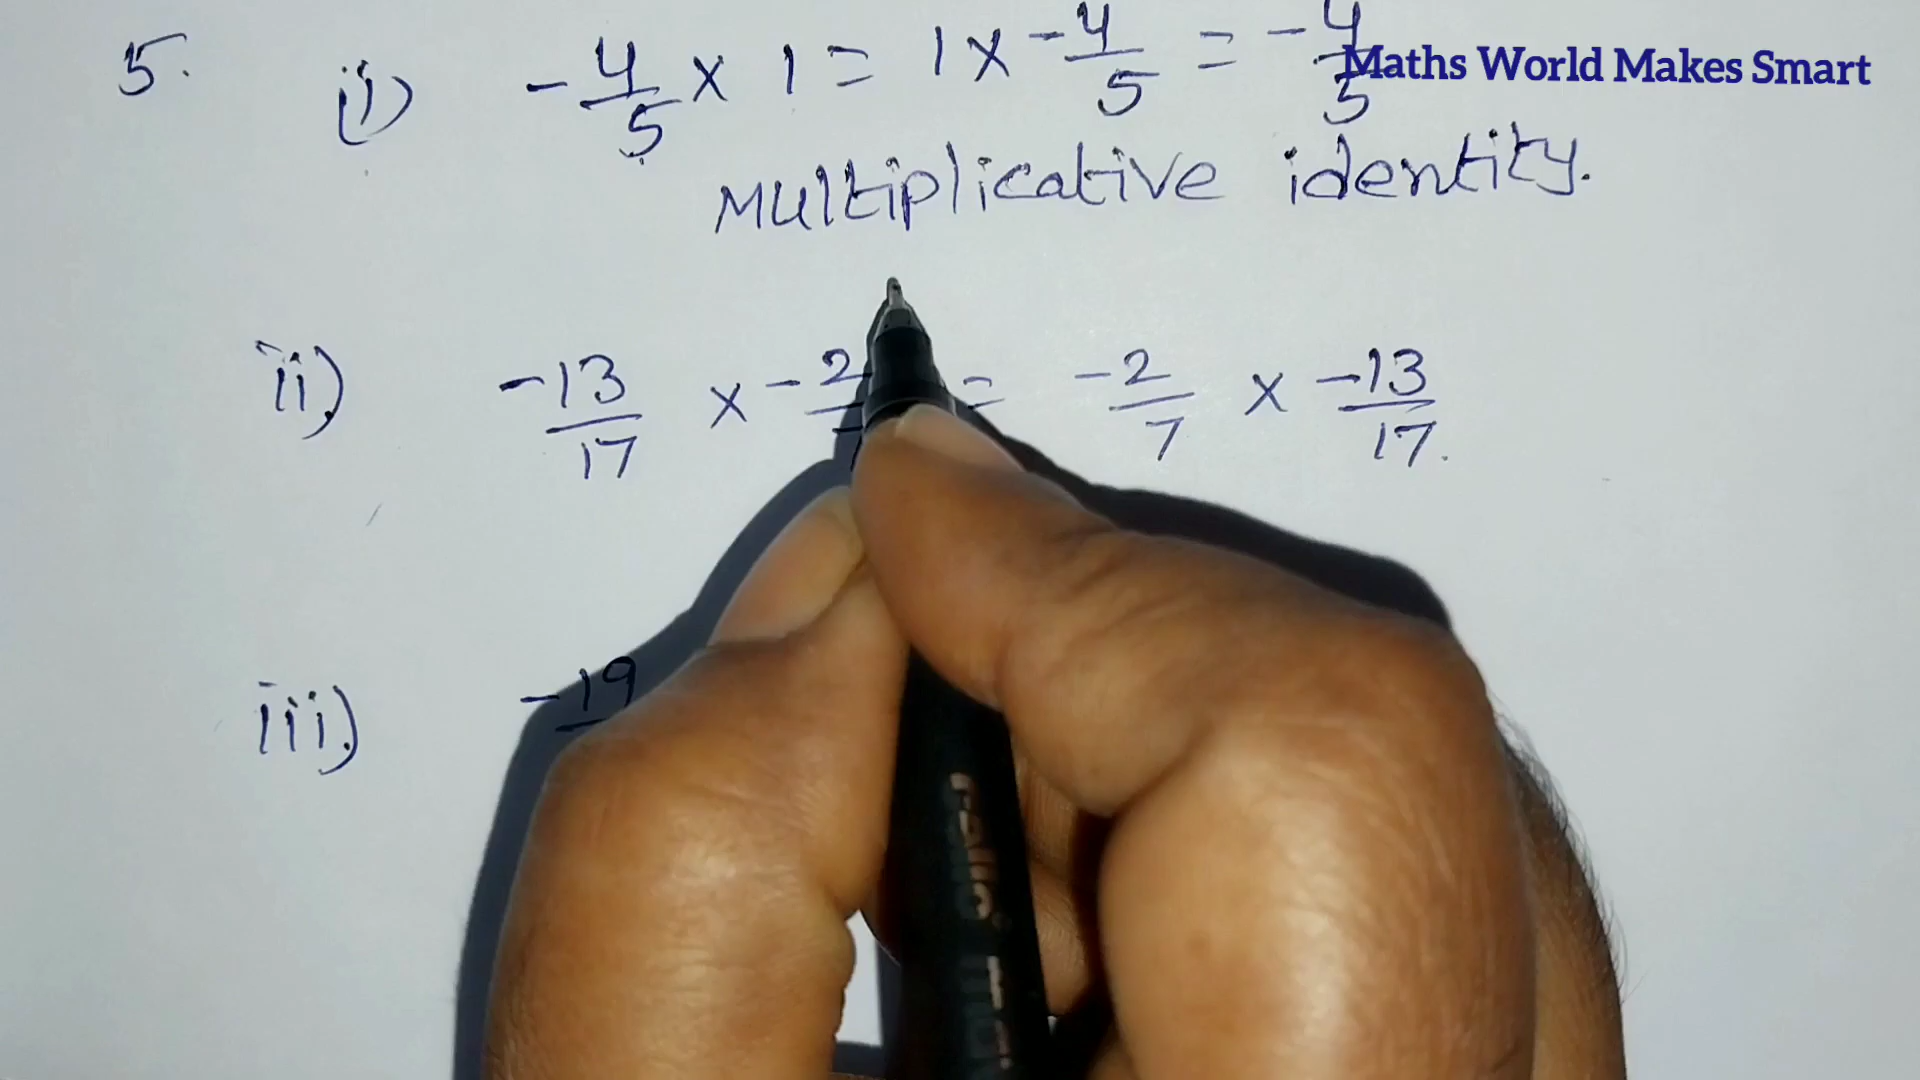 5. i) -4/5 × 1 = 1 × -4/5 = -4/5
Maths World Makes Smart
Multiplicative identity.
ii) -13/17 × -2/7 = -2/7 × -13/17.
iii) -19